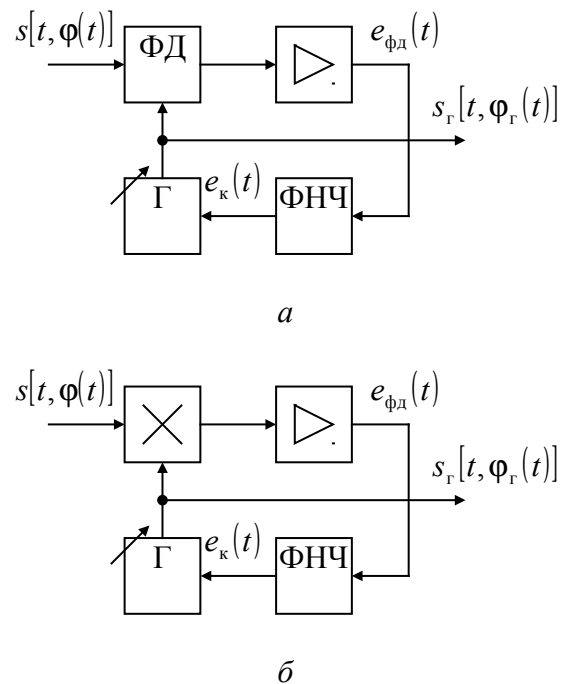 s[t, φ(t)]
ФД
e_фд(t)
s_г[t, φ_г(t)]
Г
e_к(t)
ФНЧ
а
s[t, φ(t)]
e_фд(t)
s_г[t, φ_г(t)]
Г
e_к(t)
ФНЧ
б